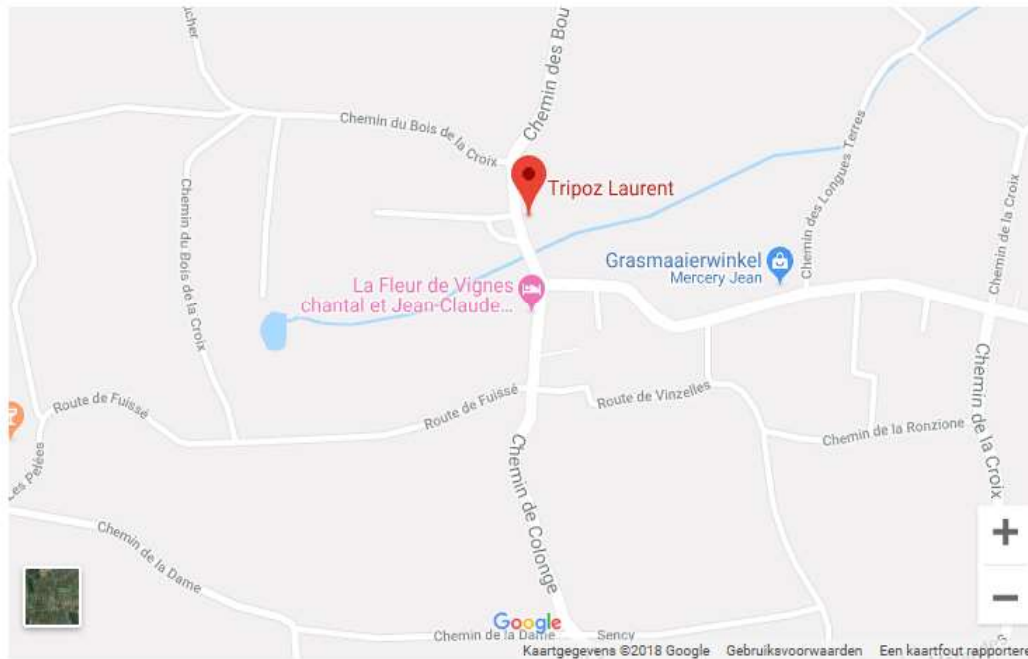 ucher
Chemin des Bou
Chemin du Bois de la Croix
Tripoz Laurent
Chemin des Longues Terres
Chemin de la Croix
Chemin du Bois de la Croix
Grasmaaierwinkel
Mercery Jean
La Fleur de Vignes
chantal et Jean-Claude...
Route de Fuissé
Route de Fuissé
Route de Vinzelles
Chemin de la Ronzione
Chemin de la Croix
Les Pelées
Chemin de Colonge
Chemin de la Dame
Google
Chemin de la Dame
Sency
Kaartgegevens ©2018 Google Gebruiksvoorwaarden Een kaartfout rapportere